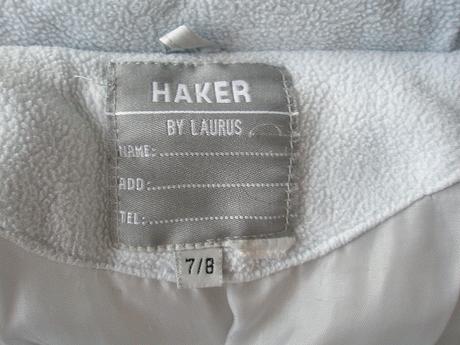 HAKER
BY LAURUS
NAME:
ADD:
TEL:
7/8